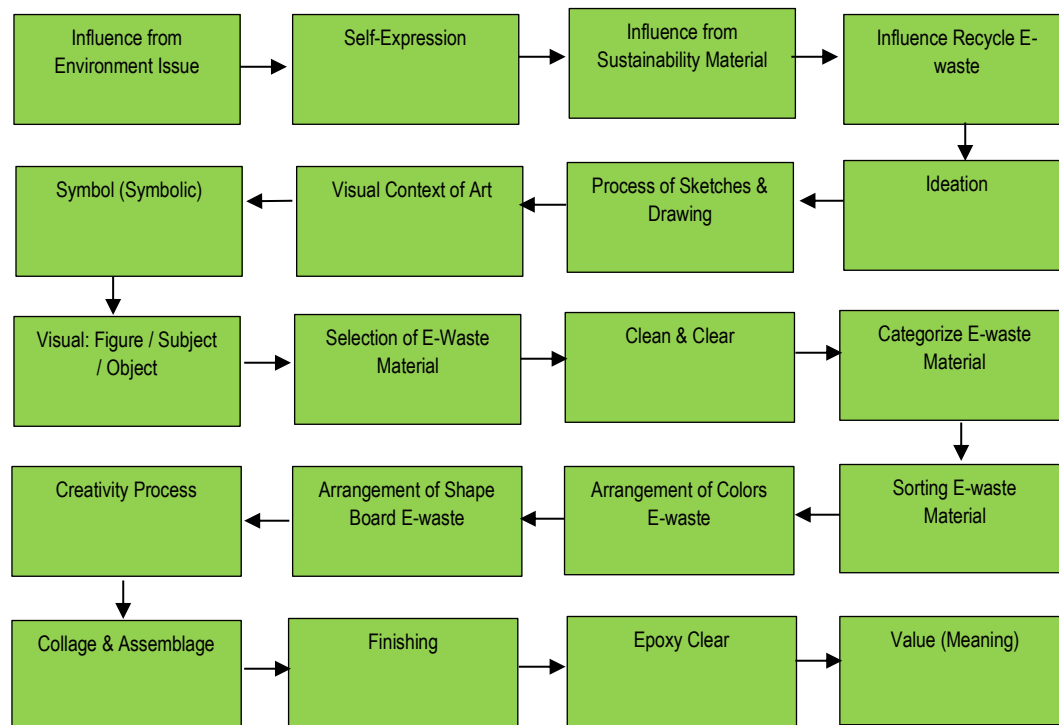 Influence from
Environment Issue
Self-Expression
Influence from
Sustainability Material
Influence Recycle E-
waste
Ideation
Process of Sketches &
Drawing
Visual Context of Art
Symbol (Symbolic)
Visual: Figure / Subject
/ Object
Selection of E-Waste
Material
Clean & Clear
Categorize E-waste
Material
Sorting E-waste
Material
Arrangement of Colors
E-waste
Arrangement of Shape
Board E-waste
Creativity Process
Collage & Assemblage
Finishing
Epoxy Clear
Value (Meaning)